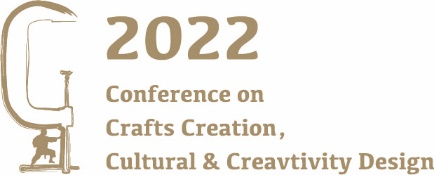 2022
Conference on
Crafts Creation,
Cultural & Creavtivity Design